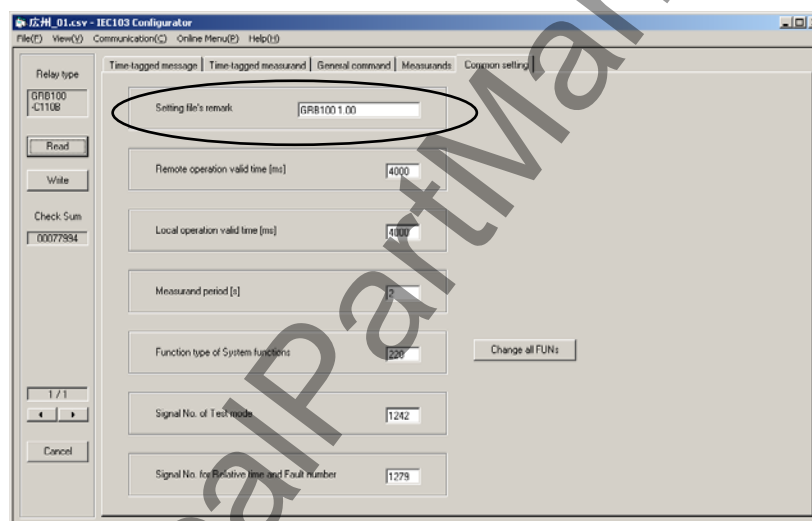 広州_01.csv - IEC103 Configurator
File(F) View(V) Communication(C) Online Menu(P) Help(H)
Time-tagged message Time-tagged measurand General command Measurands Common setting
Relay type
GRB100
-C110B
Read
Write
Check Sum
00077994
1 / 1
Cancel
Setting file's remark GRB100 1.00
Remote operation valid time [ms] 4000
Local operation valid time [ms] 4000
Measurand period [s] 2
Function type of System functions 220
Change all FUNs
Signal No. of Test mode 1242
Signal No. for Relative time and Fault number 1279
alPartMa